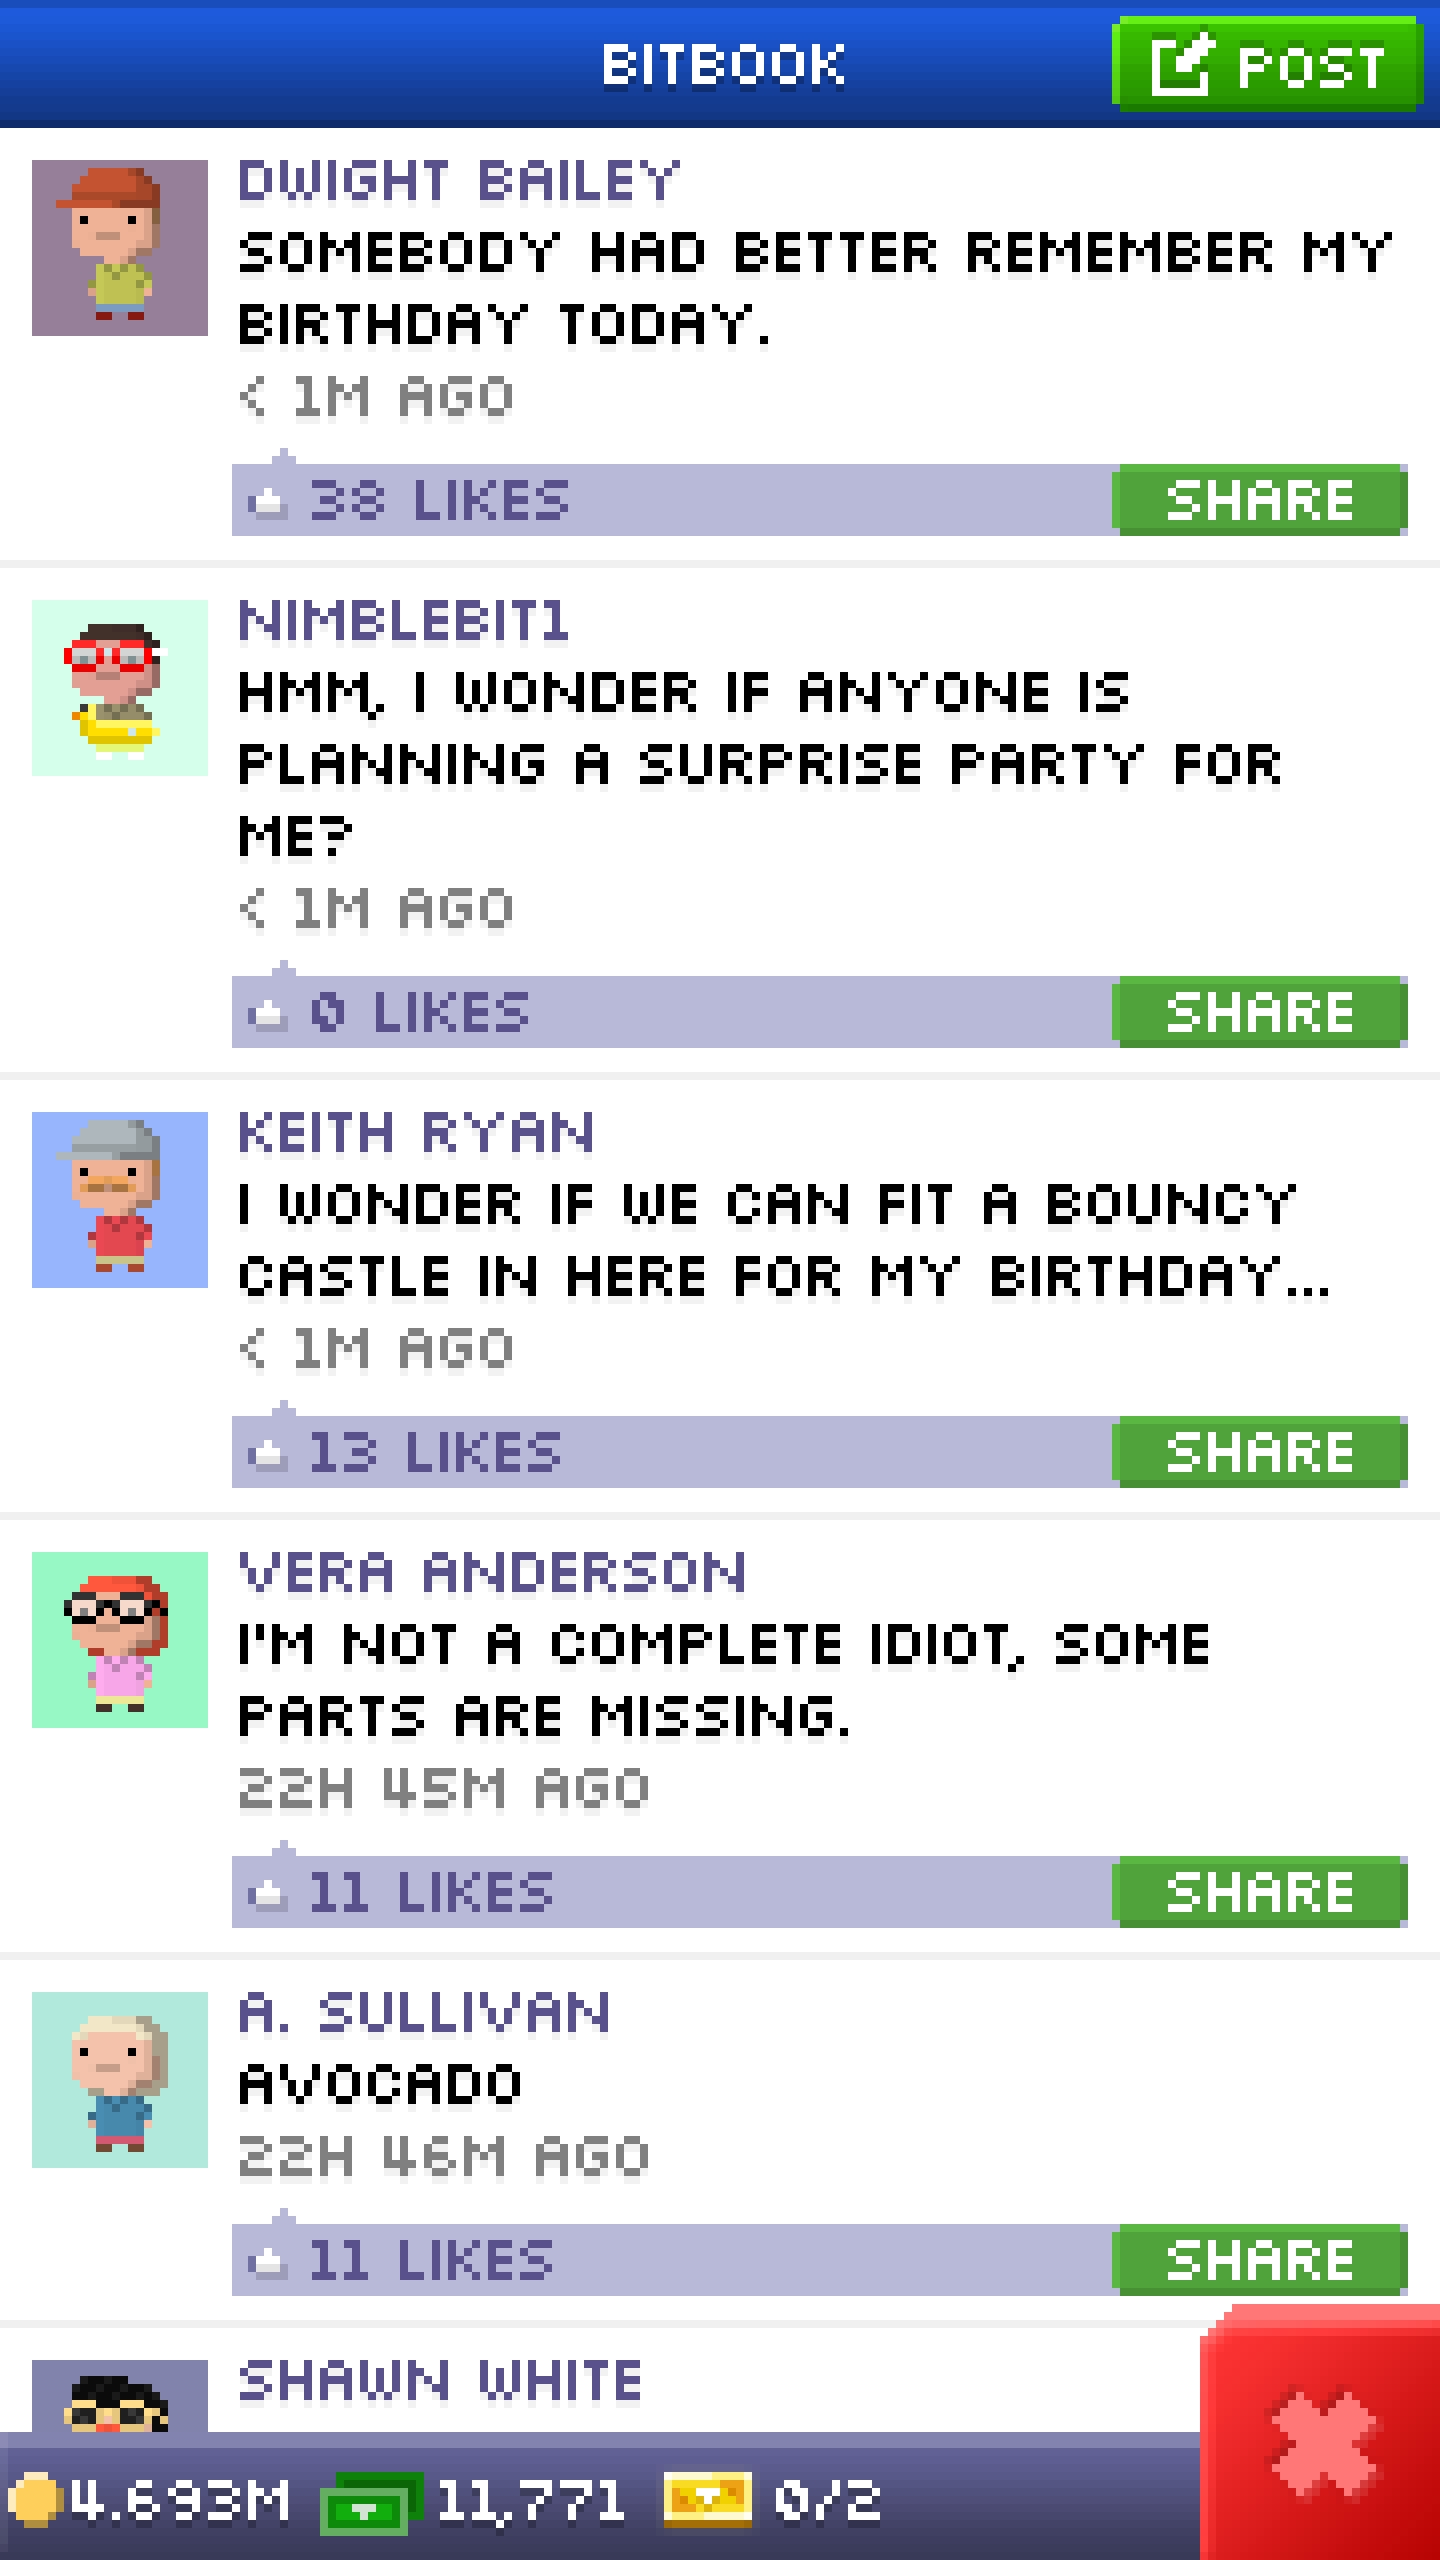 BITBOOK
POST
DWIGHT BAILEY
SOMEBODY HAD BETTER REMEMBER MY
BIRTHDAY TODAY.
< 1M AGO
38 LIKES
SHARE
NIMBLEBIT1
HMM, I WONDER IF ANYONE IS
PLANNING A SURPRISE PARTY FOR
ME?
< 1M AGO
0 LIKES
SHARE
KEITH RYAN
I WONDER IF WE CAN FIT A BOUNCY
CASTLE IN HERE FOR MY BIRTHDAY...
< 1M AGO
13 LIKES
SHARE
VERA ANDERSON
I'M NOT A COMPLETE IDIOT, SOME
PARTS ARE MISSING.
22H 45M AGO
11 LIKES
SHARE
A. SULLIVAN
AVOCADO
22H 46M AGO
11 LIKES
SHARE
SHAWN WHITE
4.693M 11,771 0/2